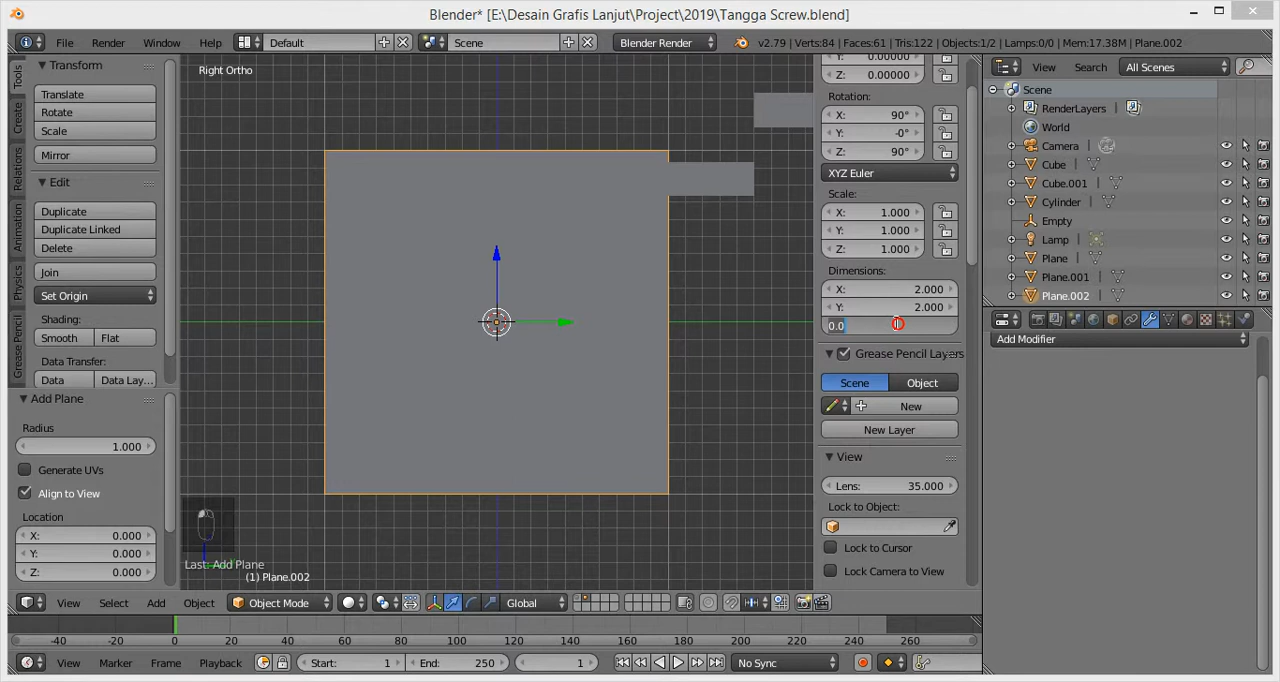 Blender* [E:\Desain Grafis Lanjut\Project\2019\Tangga Screw.blend]
File Render Window Help Default Scene Blender Render v2.79 | Verts:84 | Faces:61 | Tris:122 | Objects:1/2 | Lamps:0/0 | Mem:17.38M | Plane.002
Tools
Create
Relations
Animation
Physics
Grease Pencil
Transform
Translate
Rotate
Scale
Mirror
Edit
Duplicate
Duplicate Linked
Delete
Join
Set Origin
Shading:
Smooth Flat
Data Transfer:
Data Data Lay...
Add Plane
Radius
1.000
Generate UVs
Align to View
Location
X: 0.000
Y: 0.000
Z: 0.000
Right Ortho
Last: Add Plane
(1) Plane.002
Y: 0.00000
Z: 0.00000
Rotation:
X: 90°
Y: -0°
Z: 90°
XYZ Euler
Scale:
X: 1.000
Y: 1.000
Z: 1.000
Dimensions:
X: 2.000
Y: 2.000
0.0
Grease Pencil Layers
Scene Object
New
New Layer
View
Lens: 35.000
Lock to Object:
Lock to Cursor
Lock Camera to View
View Search All Scenes
Scene
RenderLayers
World
Camera
Cube
Cube.001
Cylinder
Empty
Lamp
Plane
Plane.001
Plane.002
Add Modifier
View Select Add Object Object Mode Global
-40 -20 0 20 40 60 80 100 120 140 160 180 200 220 240 260
View Marker Frame Playback Start: 1 End: 250 1 No Sync